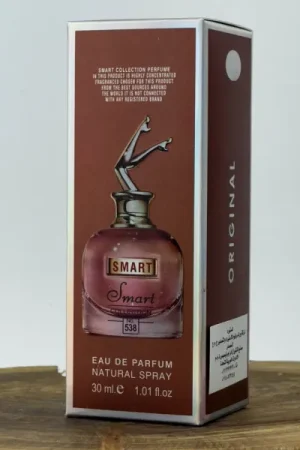 SMART COLLECTION PERFUME
IN THIS PRODUCT IS HIGHLY CONCENTRATED
FRAGRANCES CHOSEN FOR THIS PRODUCT
FROM THE BEST SOURCES AROUND
THE WORLD IT IS NOT CONNECTED
WITH ANY REGISTERED BRAND
[SMART]
Smart
No
538
EAU DE PARFUM
NATURAL SPRAY
30 ml.e 1.01 fl.oz
ORIGINAL